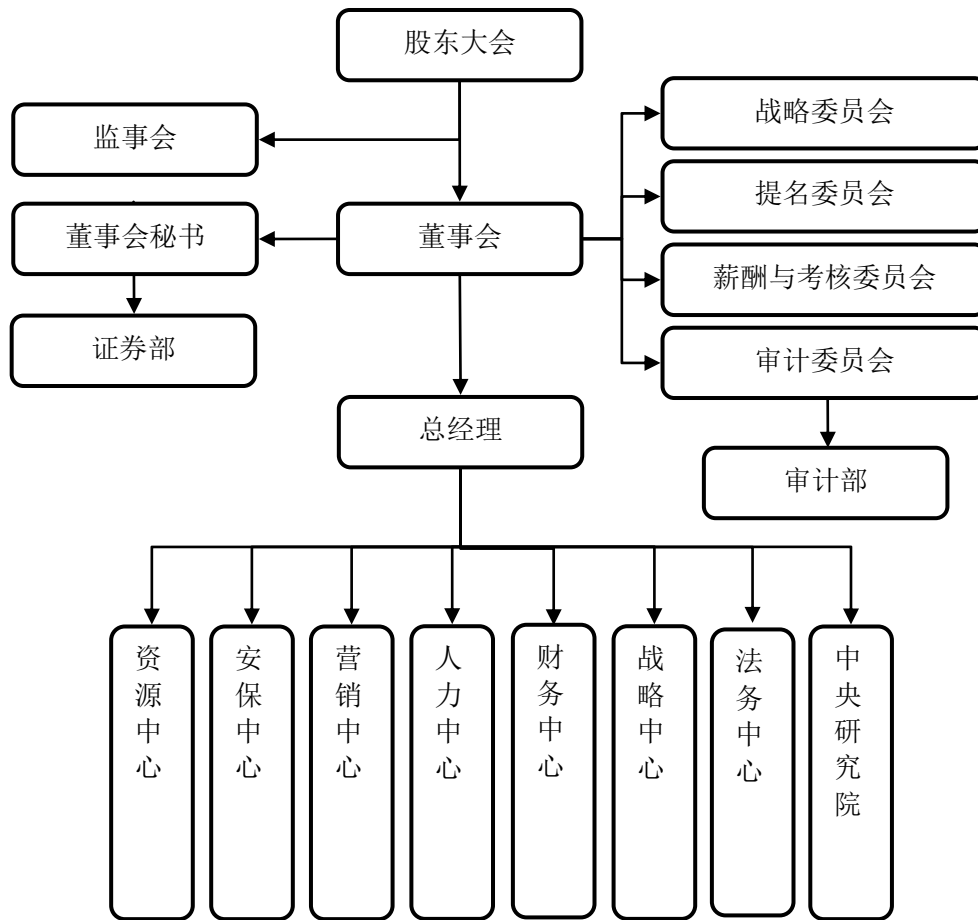 股东大会
战略委员会
监事会
提名委员会
董事会秘书
董事会
薪酬与考核委员会
证券部
审计委员会
总经理
审计部
资源中心
安保中心
营销中心
人力中心
财务中心
战略中心
法务中心
中央研究院